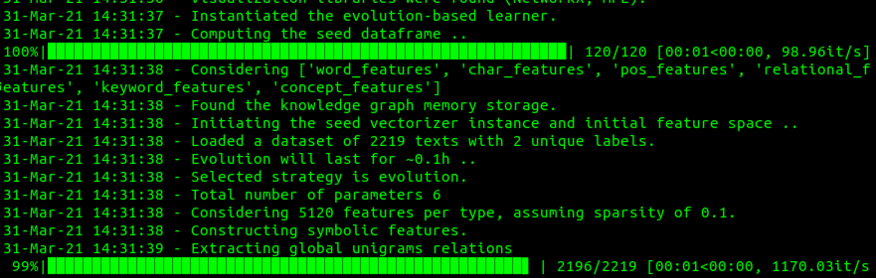 31-Mar-21 14:31:37 - Instantiated the evolution-based learner.
31-Mar-21 14:31:37 - Computing the seed dataframe ..
100%| | 120/120 [00:01<00:00, 98.96it/s]
31-Mar-21 14:31:38 - Considering ['word_features', 'char_features', 'pos_features', 'relational_f
eatures', 'keyword_features', 'concept_features']
31-Mar-21 14:31:38 - Found the knowledge graph memory storage.
31-Mar-21 14:31:38 - Initiating the seed vectorizer instance and initial feature space ..
31-Mar-21 14:31:38 - Loaded a dataset of 2219 texts with 2 unique labels.
31-Mar-21 14:31:38 - Evolution will last for ~0.1h ..
31-Mar-21 14:31:38 - Selected strategy is evolution.
31-Mar-21 14:31:38 - Total number of parameters 6
31-Mar-21 14:31:38 - Considering 5120 features per type, assuming sparsity of 0.1.
31-Mar-21 14:31:38 - Constructing symbolic features.
31-Mar-21 14:31:39 - Extracting global unigrams relations
99%| | 2196/2219 [00:01<00:00, 1170.03it/s